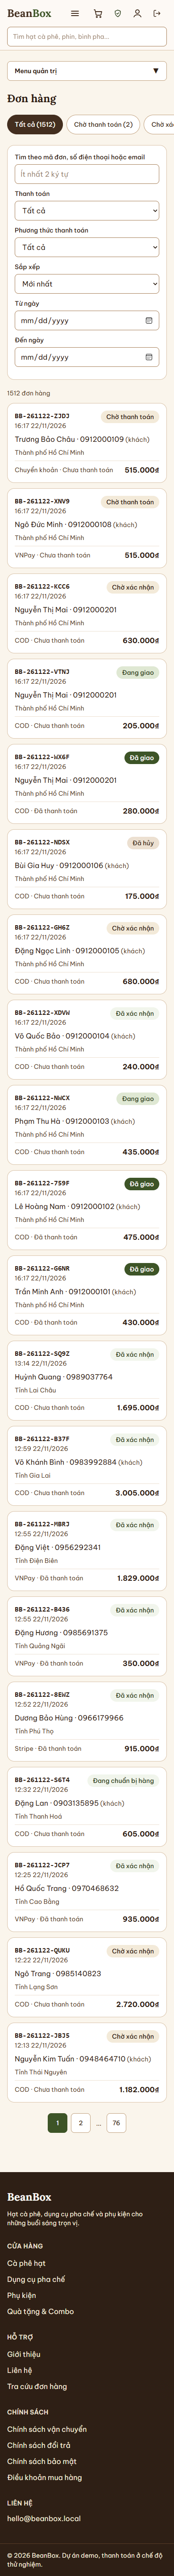 BeanBox
Tìm hạt cà phê, phin, bình pha...
Menu quản trị
Đơn hàng
Tất cả (1512)
Chờ thanh toán (2)
Chờ xác
Tìm theo mã đơn, số điện thoại hoặc email
Ít nhất 2 ký tự
Thanh toán
Tất cả
Phương thức thanh toán
Tất cả
Sắp xếp
Mới nhất
Từ ngày
mm/dd/yyyy
Đến ngày
mm/dd/yyyy
1512 đơn hàng
BB-261122-ZJDJ Chờ thanh toán
16:17 22/11/2026
Trương Bảo Châu · 0912000109 (khách)
Thành phố Hồ Chí Minh
Chuyển khoản · Chưa thanh toán 515.000₫
BB-261122-XNV9 Chờ thanh toán
16:17 22/11/2026
Ngô Đức Minh · 0912000108 (khách)
Thành phố Hồ Chí Minh
VNPay · Chưa thanh toán 515.000₫
BB-261122-KCC6 Chờ xác nhận
16:17 22/11/2026
Nguyễn Thị Mai · 0912000201
Thành phố Hồ Chí Minh
COD · Chưa thanh toán 630.000₫
BB-261122-VTNJ Đang giao
16:17 22/11/2026
Nguyễn Thị Mai · 0912000201
Thành phố Hồ Chí Minh
COD · Chưa thanh toán 205.000₫
BB-261122-WX6F Đã giao
16:17 22/11/2026
Nguyễn Thị Mai · 0912000201
Thành phố Hồ Chí Minh
COD · Đã thanh toán 280.000₫
BB-261122-NDSX Đã hủy
16:17 22/11/2026
Bùi Gia Huy · 0912000106 (khách)
Thành phố Hồ Chí Minh
COD · Chưa thanh toán 175.000₫
BB-261122-GH6Z Chờ xác nhận
16:17 22/11/2026
Đặng Ngọc Linh · 0912000105 (khách)
Thành phố Hồ Chí Minh
COD · Chưa thanh toán 680.000₫
BB-261122-XDVW Đã xác nhận
16:17 22/11/2026
Võ Quốc Bảo · 0912000104 (khách)
Thành phố Hồ Chí Minh
COD · Chưa thanh toán 240.000₫
BB-261122-NWCX Đang giao
16:17 22/11/2026
Phạm Thu Hà · 0912000103 (khách)
Thành phố Hồ Chí Minh
COD · Chưa thanh toán 435.000₫
BB-261122-7S9F Đã giao
16:17 22/11/2026
Lê Hoàng Nam · 0912000102 (khách)
Thành phố Hồ Chí Minh
COD · Đã thanh toán 475.000₫
BB-261122-G6NR Đã giao
16:17 22/11/2026
Trần Minh Anh · 0912000101 (khách)
Thành phố Hồ Chí Minh
COD · Đã thanh toán 430.000₫
BB-261122-SQ9Z Đã xác nhận
13:14 22/11/2026
Huỳnh Quang · 0989037764
Tỉnh Lai Châu
COD · Chưa thanh toán 1.695.000₫
BB-261122-B37F Đã xác nhận
12:59 22/11/2026
Võ Khánh Bình · 0983992884 (khách)
Tỉnh Gia Lai
COD · Chưa thanh toán 3.005.000₫
BB-261122-MBRJ Đã xác nhận
12:55 22/11/2026
Đặng Việt · 0956292341
Tỉnh Điện Biên
VNPay · Đã thanh toán 1.829.000₫
BB-261122-B436 Đã xác nhận
12:55 22/11/2026
Đặng Hương · 0985691375
Tỉnh Quảng Ngãi
VNPay · Đã thanh toán 350.000₫
BB-261122-8EWZ Đã xác nhận
12:52 22/11/2026
Dương Bảo Hùng · 0966179966
Tỉnh Phú Thọ
Stripe · Đã thanh toán 915.000₫
BB-261122-S6T4 Đang chuẩn bị hàng
12:32 22/11/2026
Đặng Lan · 0903135895 (khách)
Tỉnh Thanh Hoá
COD · Chưa thanh toán 605.000₫
BB-261122-JCP7 Đã xác nhận
12:25 22/11/2026
Hồ Quốc Trang · 0970468632
Tỉnh Cao Bằng
VNPay · Đã thanh toán 935.000₫
BB-261122-QUKU Chờ xác nhận
12:22 22/11/2026
Ngô Trang · 0985140823
Tỉnh Lạng Sơn
COD · Chưa thanh toán 2.720.000₫
BB-261122-JBJ5 Chờ xác nhận
12:13 22/11/2026
Nguyễn Kim Tuấn · 0948464710 (khách)
Tỉnh Thái Nguyên
COD · Chưa thanh toán 1.182.000₫
1 2 ... 76
BeanBox
Hạt cà phê, dụng cụ pha chế và phụ kiện cho
những buổi sáng trọn vị.
CỬA HÀNG
Cà phê hạt
Dụng cụ pha chế
Phụ kiện
Quà tặng & Combo
HỖ TRỢ
Giới thiệu
Liên hệ
Tra cứu đơn hàng
CHÍNH SÁCH
Chính sách vận chuyển
Chính sách đổi trả
Chính sách bảo mật
Điều khoản mua hàng
LIÊN HỆ
hello@beanbox.local
© 2026 BeanBox. Dự án demo, thanh toán ở chế độ
thử nghiệm.